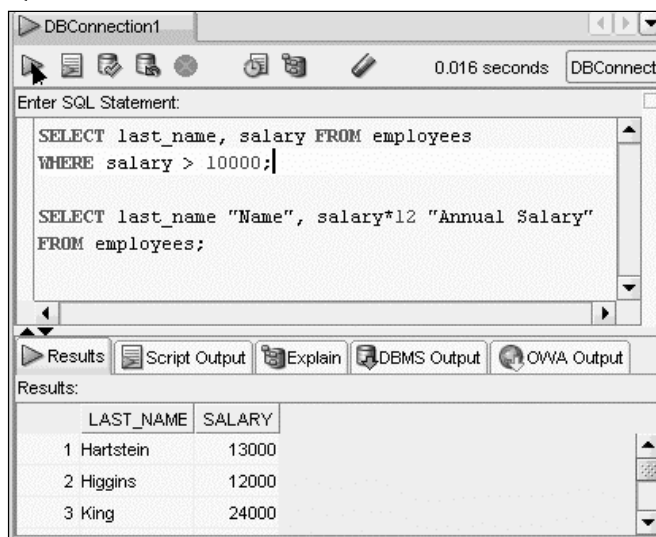 DBConnection1
0.016 seconds DBConnect
Enter SQL Statement:
SELECT last_name, salary FROM employees
WHERE salary > 10000;
SELECT last_name "Name", salary*12 "Annual Salary"
FROM employees;
Results Script Output Explain DBMS Output OWA Output
Results:
LAST_NAME SALARY
1 Hartstein 13000
2 Higgins 12000
3 King 24000